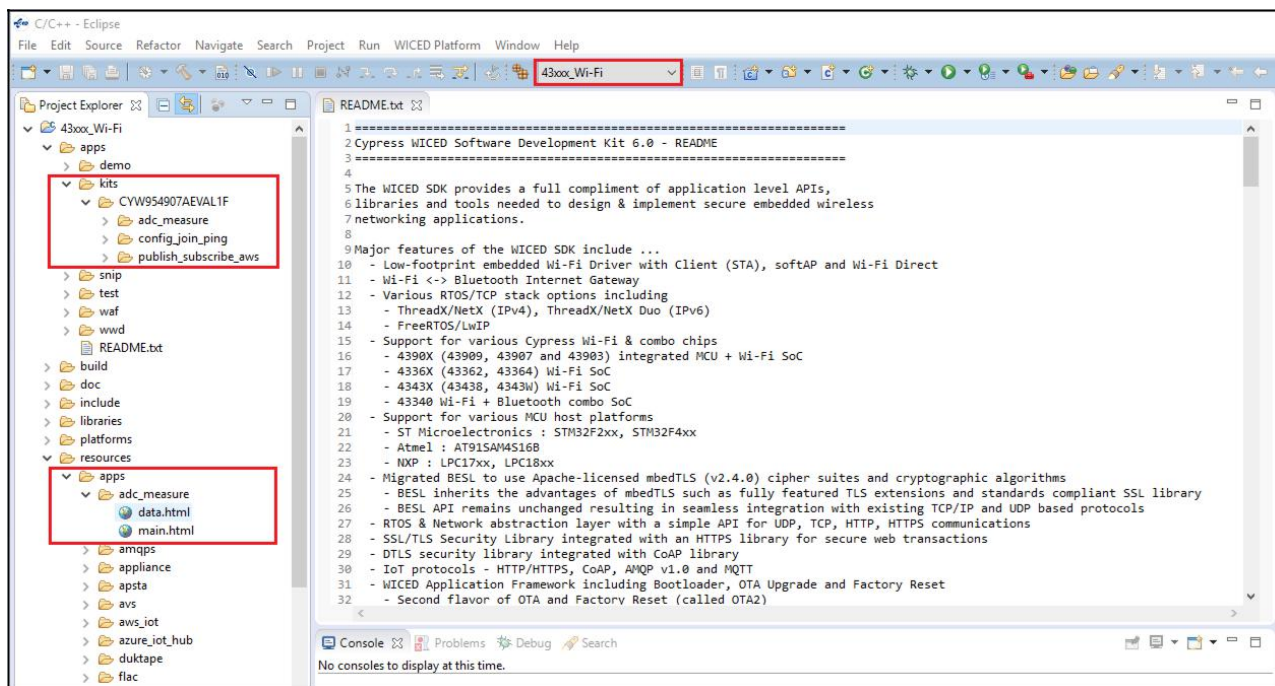 C/C++ - Eclipse
File Edit Source Refactor Navigate Search Project Run WICED Platform Window Help
43xxx_Wi-Fi
Project Explorer
43xxx_Wi-Fi
apps
demo
kits
CYW954907AEVAL1F
adc_measure
config_join_ping
publish_subscribe_aws
snip
test
waf
wwd
README.txt
build
doc
include
libraries
platforms
resources
apps
adc_measure
data.html
main.html
amqps
appliance
apsta
avs
aws_iot
azure_iot_hub
duktape
flac
README.txt
1 =====================================================================
2 Cypress WICED Software Development Kit 6.0 - README
3 =====================================================================
4
5 The WICED SDK provides a full compliment of application level APIs,
6 libraries and tools needed to design & implement secure embedded wireless
7 networking applications.
8
9 Major features of the WICED SDK include ...
10 - Low-footprint embedded Wi-Fi Driver with Client (STA), softAP and Wi-Fi Direct
11 - Wi-Fi <-> Bluetooth Internet Gateway
12 - Various RTOS/TCP stack options including
13 - ThreadX/NetX (IPv4), ThreadX/NetX Duo (IPv6)
14 - FreeRTOS/LwIP
15 - Support for various Cypress Wi-Fi & combo chips
16 - 4390X (43909, 43907 and 43903) integrated MCU + Wi-Fi SoC
17 - 4336X (43362, 43364) Wi-Fi SoC
18 - 4343X (43438, 4343W) Wi-Fi SoC
19 - 43340 Wi-Fi + Bluetooth combo SoC
20 - Support for various MCU host platforms
21 - ST Microelectronics : STM32F2xx, STM32F4xx
22 - Atmel : AT91SAM4S16B
23 - NXP : LPC17xx, LPC18xx
24 - Migrated BESL to use Apache-licensed mbedTLS (v2.4.0) cipher suites and cryptographic algorithms
25 - BESL inherits the advantages of mbedTLS such as fully featured TLS extensions and standards compliant SSL library
26 - BESL API remains unchanged resulting in seamless integration with existing TCP/IP and UDP based protocols
27 - RTOS & Network abstraction layer with a simple API for UDP, TCP, HTTP, HTTPS communications
28 - SSL/TLS Security Library integrated with an HTTPS library for secure web transactions
29 - DTLS security library integrated with CoAP library
30 - IoT protocols - HTTP/HTTPS, CoAP, AMQP v1.0 and MQTT
31 - WICED Application Framework including Bootloader, OTA Upgrade and Factory Reset
32 - Second flavor of OTA and Factory Reset (called OTA2)
Console Problems Debug Search
No consoles to display at this time.